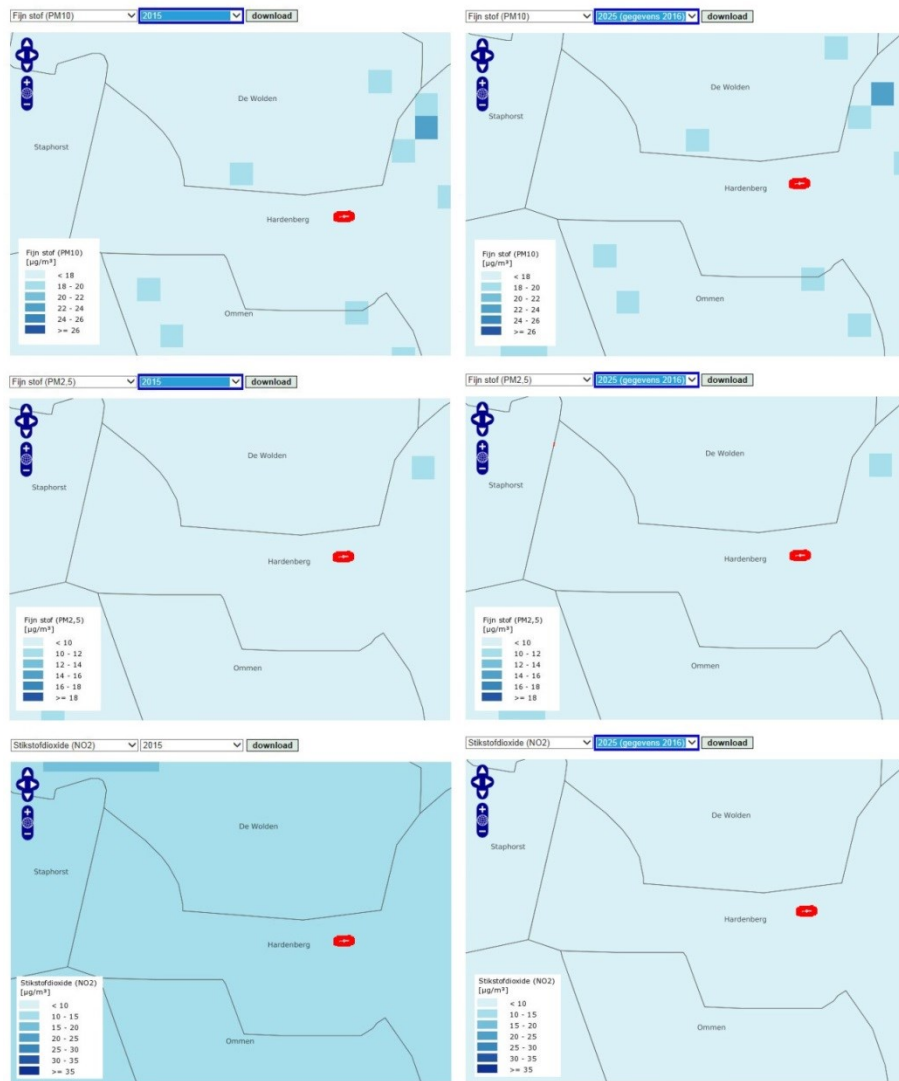 Fijn stof (PM10) 2015 download
De Wolden
Staphorst
Hardenberg
Fijn stof (PM10)
[µg/m³]
< 18
18 - 20
20 - 22
22 - 24
24 - 26
>= 26
Ommen
Fijn stof (PM10) 2025 (gegevens 2016) download
De Wolden
Staphorst
Hardenberg
Fijn stof (PM10)
[µg/m³]
< 18
18 - 20
20 - 22
22 - 24
24 - 26
>= 26
Ommen
Fijn stof (PM2,5) 2015 download
De Wolden
Staphorst
Hardenberg
Fijn stof (PM2,5)
[µg/m³]
< 10
10 - 12
12 - 14
14 - 16
16 - 18
>= 18
Ommen
Fijn stof (PM2,5) 2025 (gegevens 2016) download
De Wolden
Staphorst
Hardenberg
Fijn stof (PM2,5)
[µg/m³]
< 10
10 - 12
12 - 14
14 - 16
16 - 18
>= 18
Ommen
Stikstofdioxide (NO2) 2015 download
De Wolden
Staphorst
Hardenberg
Stikstofdioxide (NO2)
[µg/m³]
< 10
10 - 15
15 - 20
20 - 25
25 - 30
30 - 35
>= 35
Ommen
Stikstofdioxide (NO2) 2025 (gegevens 2016) download
De Wolden
Staphorst
Hardenberg
Stikstofdioxide (NO2)
[µg/m³]
< 10
10 - 15
15 - 20
20 - 25
25 - 30
30 - 35
>= 35
Ommen